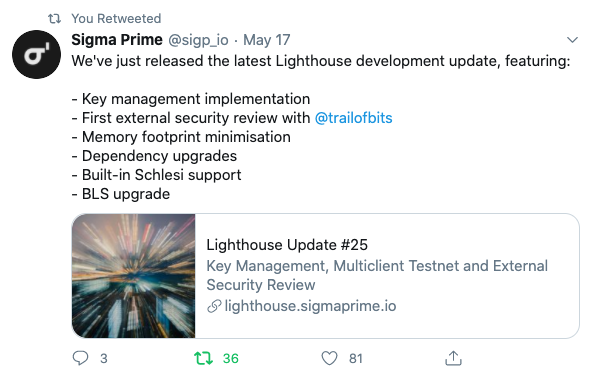 You Retweeted
Sigma Prime @sigp_io · May 17
We've just released the latest Lighthouse development update, featuring:
- Key management implementation
- First external security review with @trailofbits
- Memory footprint minimisation
- Dependency upgrades
- Built-in Schlesi support
- BLS upgrade
Lighthouse Update #25
Key Management, Multiclient Testnet and External
Security Review
lighthouse.sigmaprime.io
3 36 81